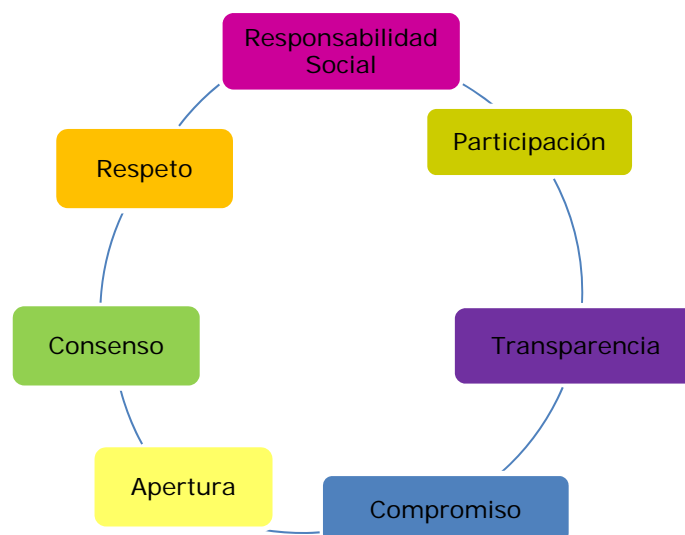 Responsabilidad
Social
Participación
Transparencia
Compromiso
Apertura
Consenso
Respeto